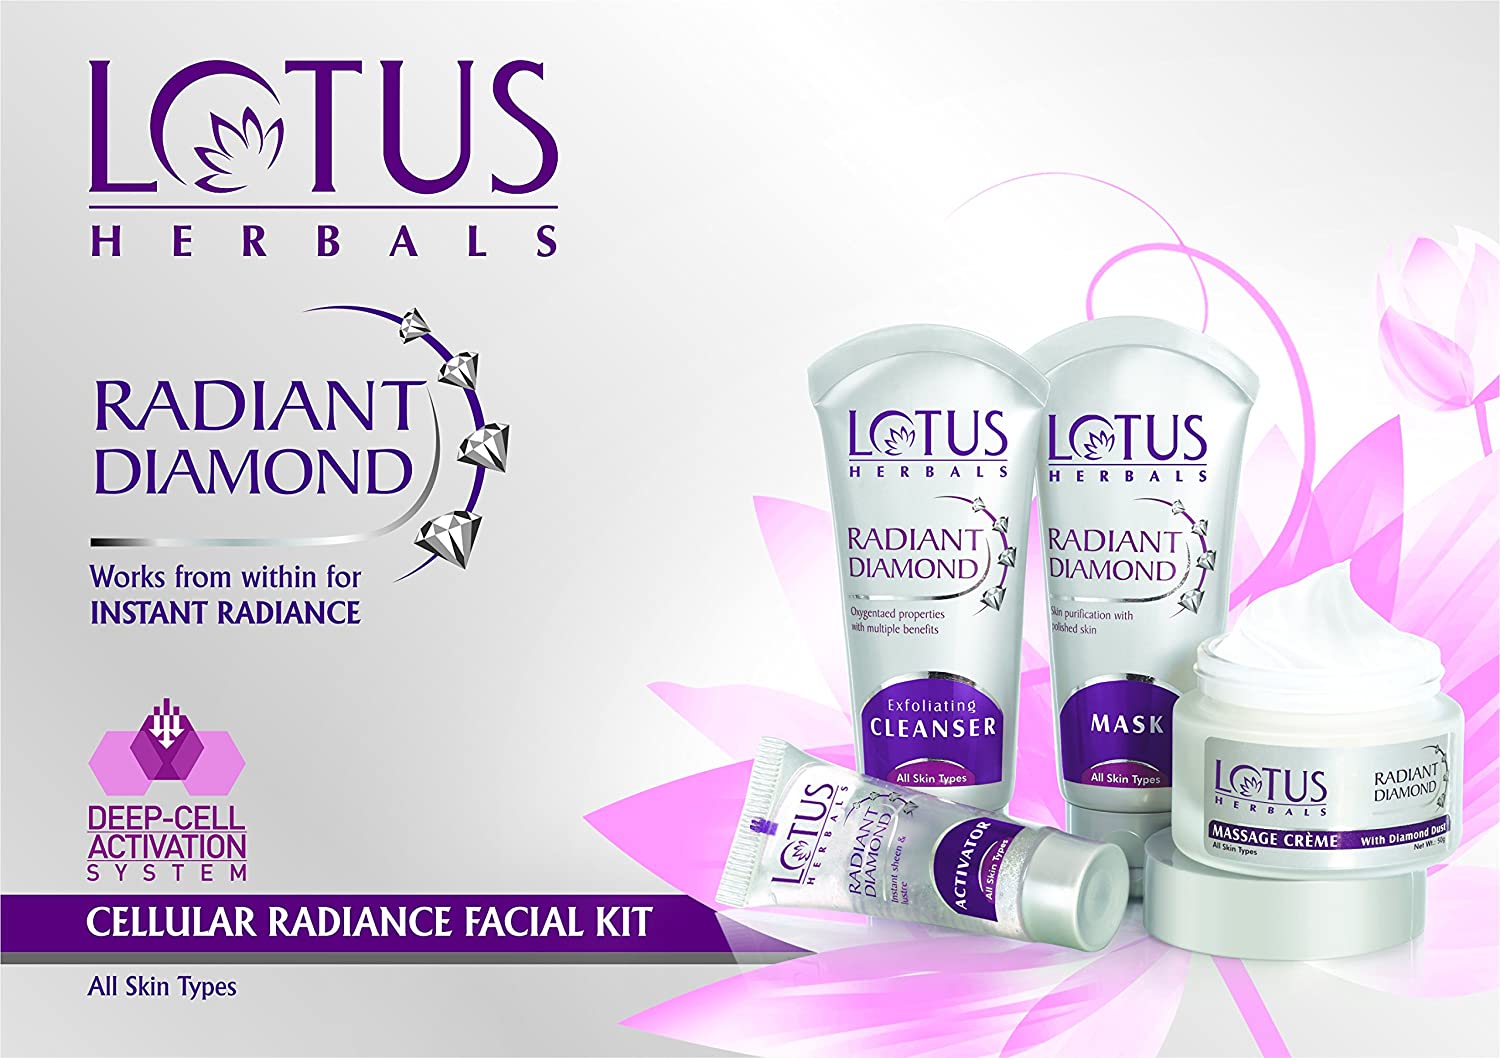 LOTUS
HERBALS
RADIANT
DIAMOND
Works from within for
INSTANT RADIANCE
DEEP-CELL
ACTIVATION
SYSTEM
CELLULAR RADIANCE FACIAL KIT
All Skin Types
LOTUS
HERBALS
RADIANT
DIAMOND
Oxygentaed properties
with multiple benefits
Exfoliating
CLEANSER
All Skin Types
LOTUS
HERBALS
RADIANT
DIAMOND
Skin purification with
polished skin
MASK
All Skin Types
LOTUS
HERBALS
RADIANT
DIAMOND
Instant sheen &
lustre
ACTIVATOR
All Skin Types
LOTUS
HERBALS
RADIANT
DIAMOND
MASSAGE CRÈME With Diamond Dust
All Skin Types Net Wt.: 50g